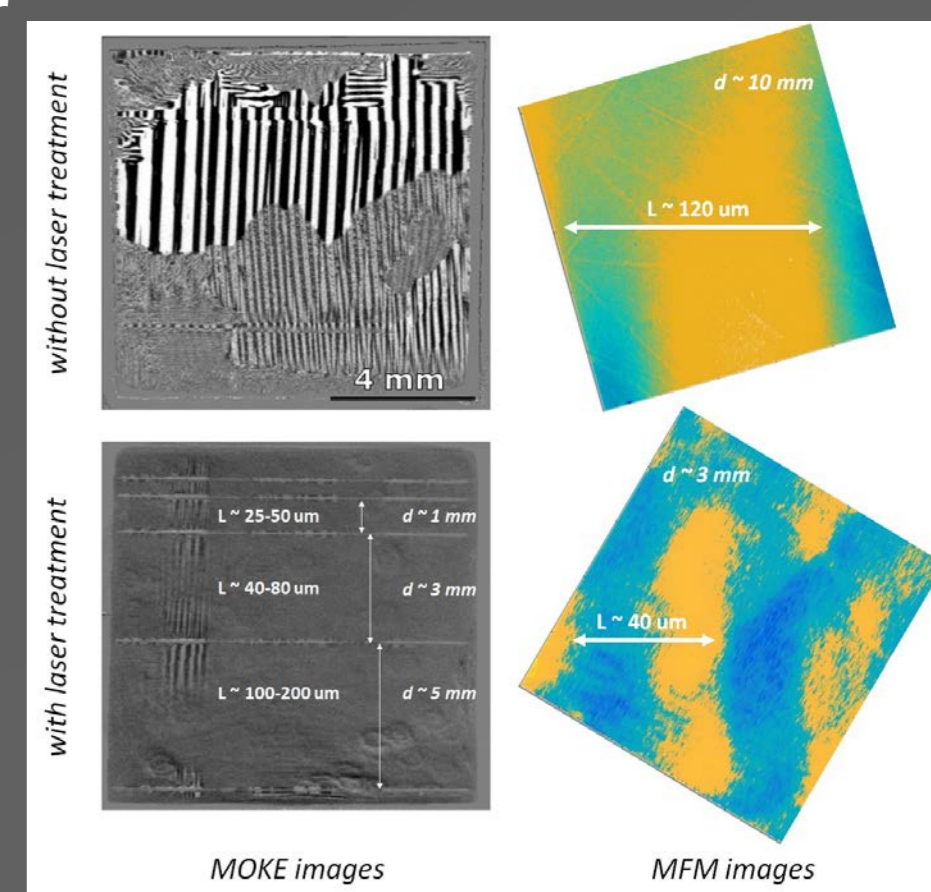 without laser treatment
4 mm
d ~ 10 mm
L ~ 120 um
with laser treatment
L ~ 25-50 um
d ~ 1 mm
L ~ 40-80 um
d ~ 3 mm
L ~ 100-200 um
d ~ 5 mm
d ~ 3 mm
L ~ 40 um
MOKE images
MFM images